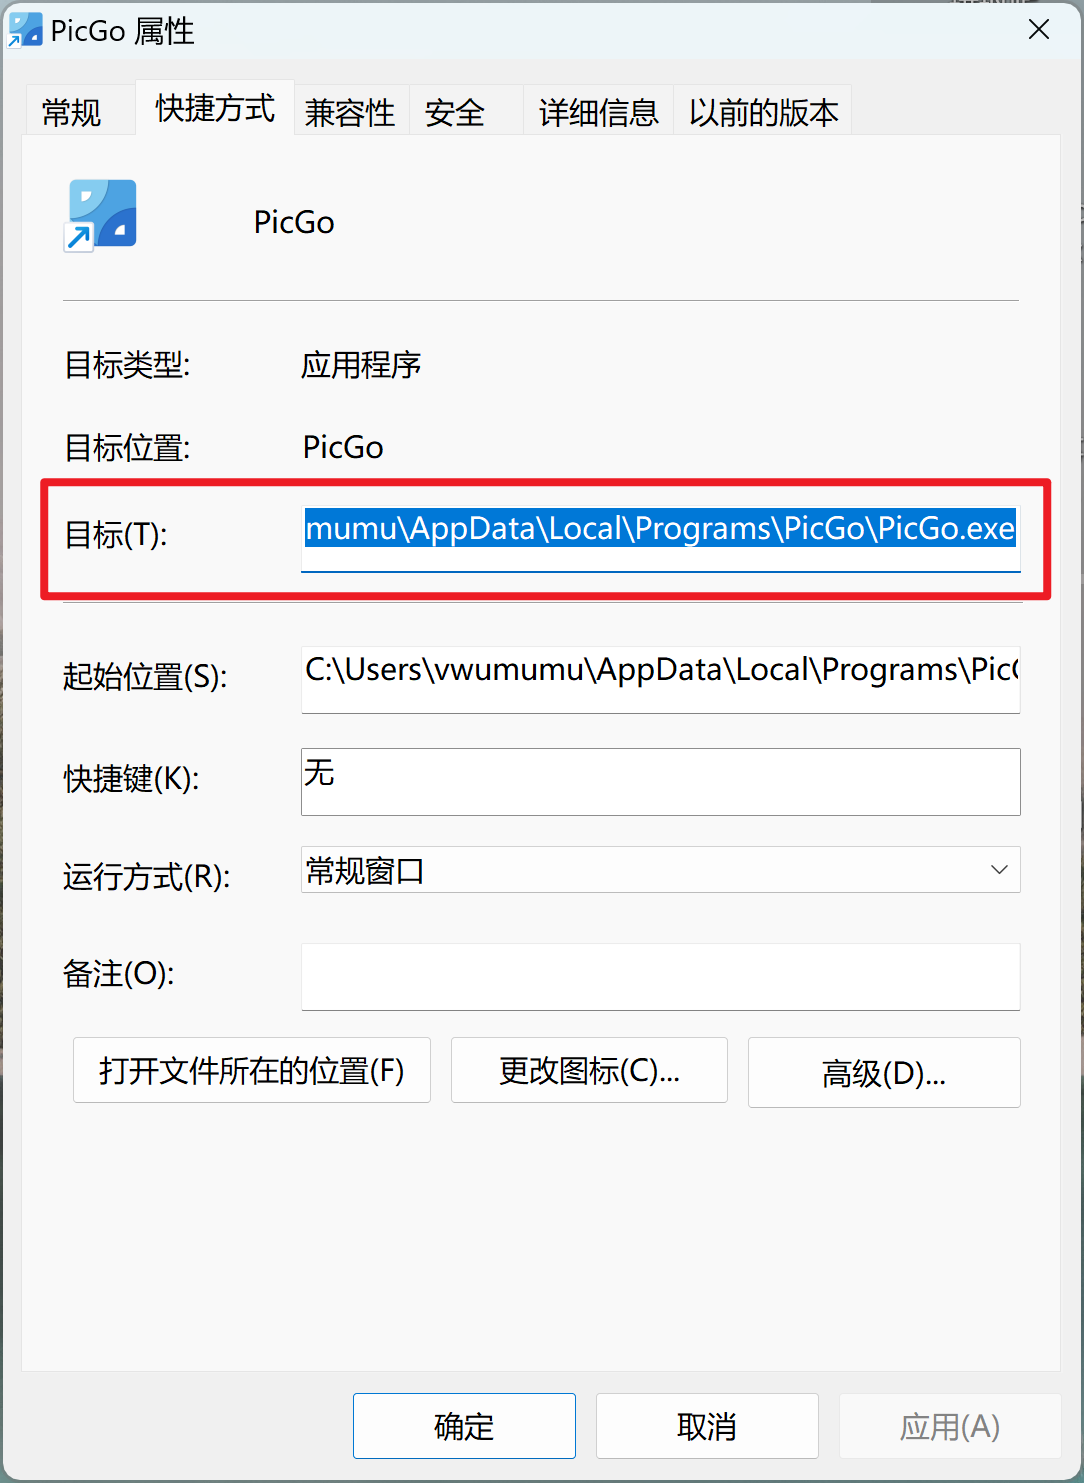 PicGo 属性
常规 快捷方式 兼容性 安全 详细信息 以前的版本
PicGo
目标类型: 应用程序
目标位置: PicGo
目标(T): mumu\AppData\Local\Programs\PicGo\PicGo.exe
起始位置(S): C:\Users\vwumumu\AppData\Local\Programs\Pic
快捷键(K): 无
运行方式(R): 常规窗口
备注(O):
打开文件所在的位置(F) 更改图标(C)... 高级(D)...
确定 取消 应用(A)